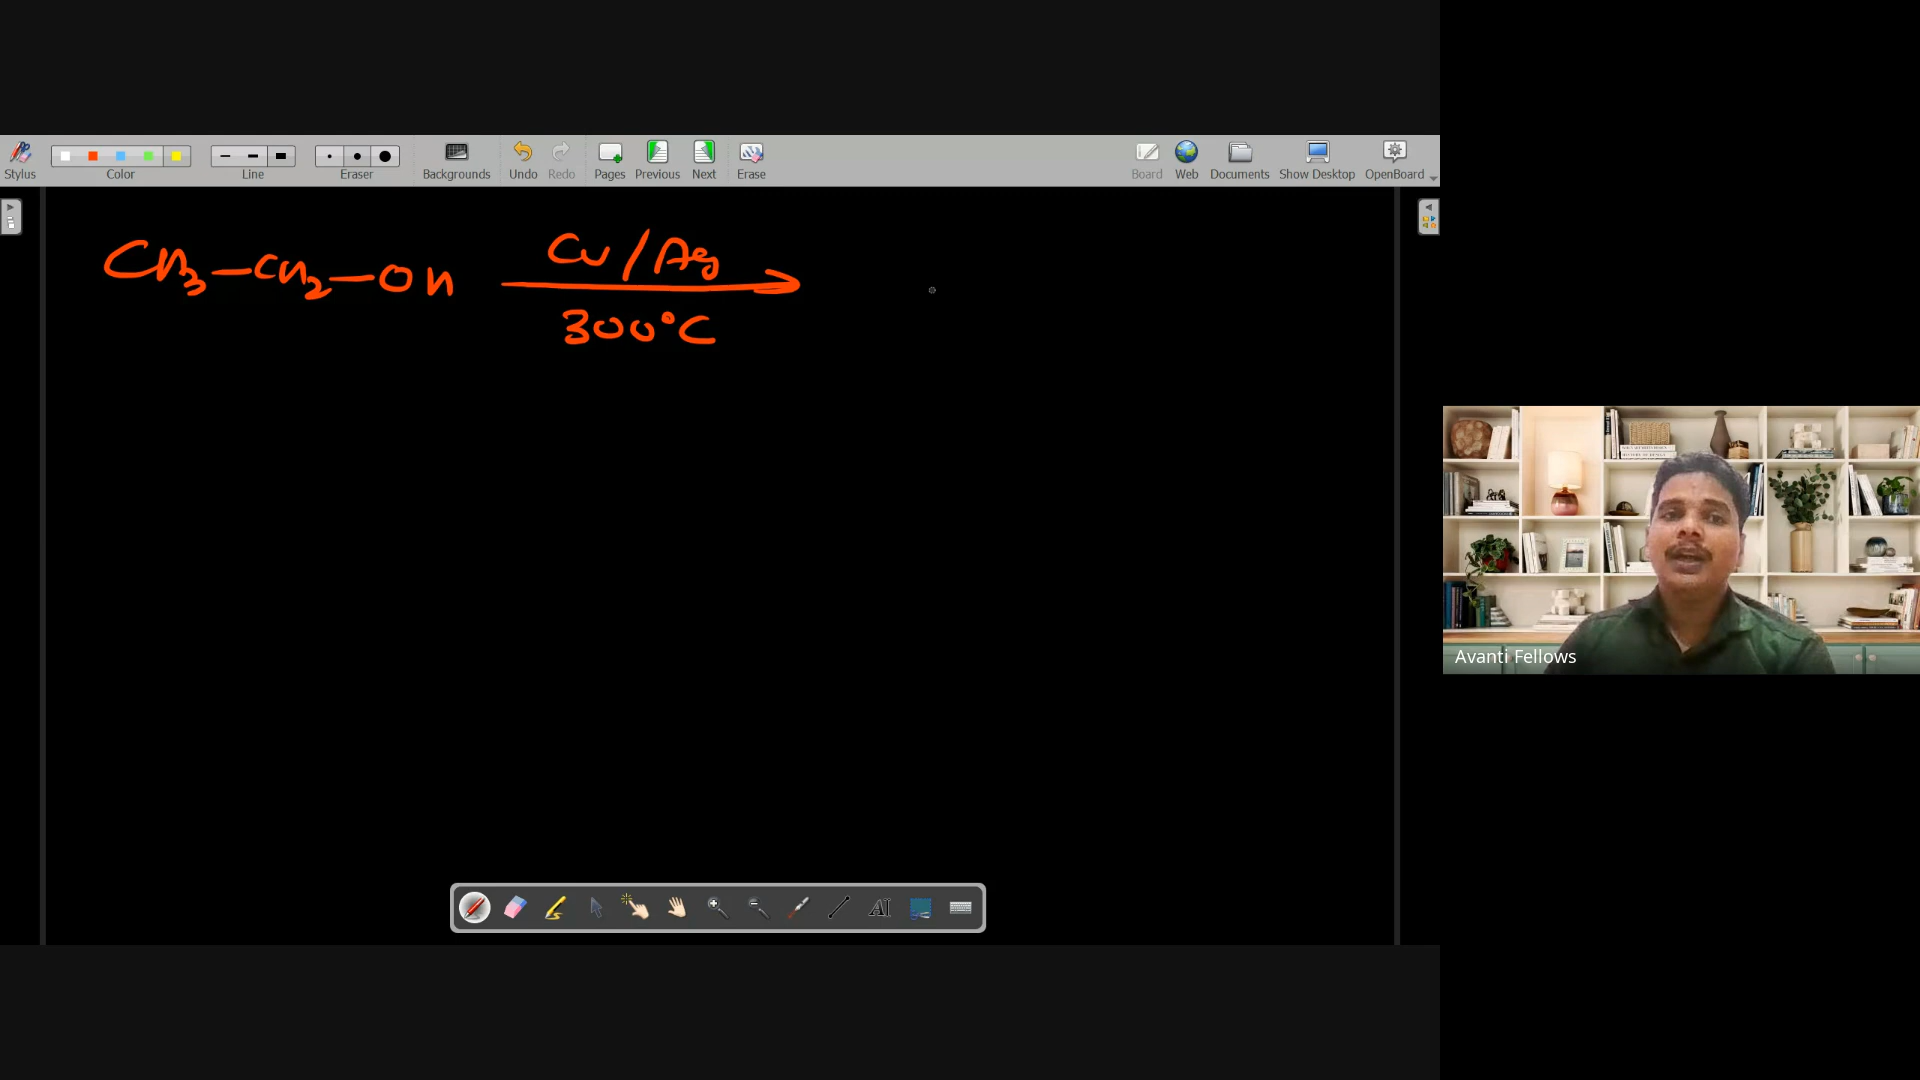 Stylus
Color
Line
Eraser
Backgrounds
Undo
Redo
Pages
Previous
Next
Erase
Board
Web
Documents
Show Desktop
OpenBoard
CH3-CH2-OH
Cu/Ag
300°C
Avanti Fellows
AI